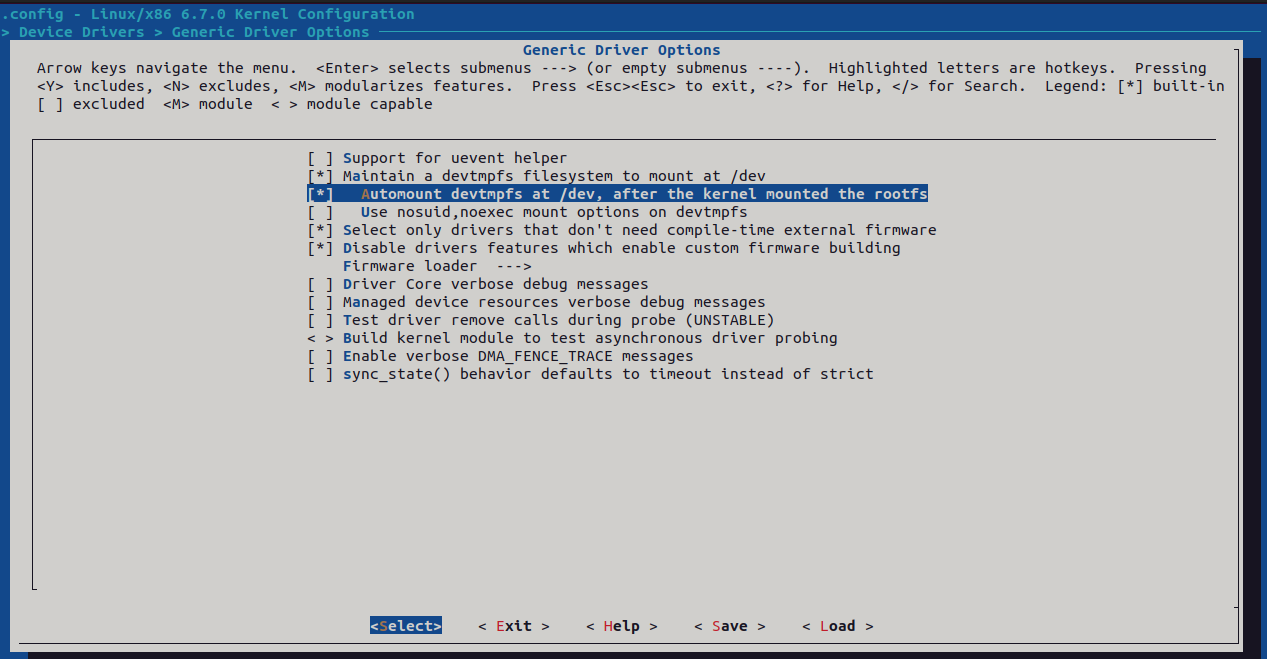 .config - Linux/x86 6.7.0 Kernel Configuration
> Device Drivers > Generic Driver Options
Generic Driver Options
Arrow keys navigate the menu.  <Enter> selects submenus ---> (or empty submenus ----).  Highlighted letters are hotkeys.  Pressing
<Y> includes, <N> excludes, <M> modularizes features.  Press <Esc><Esc> to exit, <?> for Help, </> for Search.  Legend: [*] built-in
[ ] excluded  <M> module  < > module capable
[ ] Support for uevent helper
[*] Maintain a devtmpfs filesystem to mount at /dev
[*]   Automount devtmpfs at /dev, after the kernel mounted the rootfs
[ ]   Use nosuid,noexec mount options on devtmpfs
[*] Select only drivers that don't need compile-time external firmware
[*] Disable drivers features which enable custom firmware building
Firmware loader  --->
[ ] Driver Core verbose debug messages
[ ] Managed device resources verbose debug messages
[ ] Test driver remove calls during probe (UNSTABLE)
< > Build kernel module to test asynchronous driver probing
[ ] Enable verbose DMA_FENCE_TRACE messages
[ ] sync_state() behavior defaults to timeout instead of strict
<Select>    < Exit >    < Help >    < Save >    < Load >